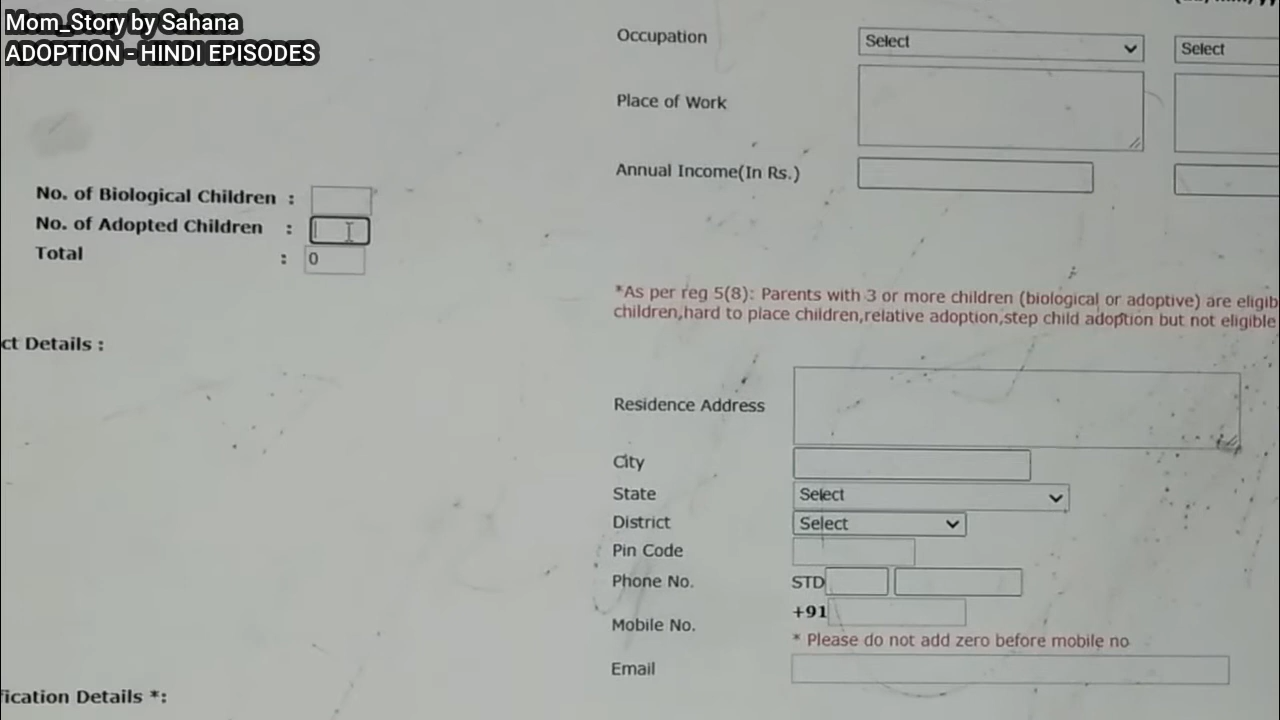 Mom_Story by Sahana
ADOPTION - HINDI EPISODES
Occupation Select Select
Place of Work
Annual Income(In Rs.)
No. of Biological Children :
No. of Adopted Children :
Total : 0
*As per reg 5(8): Parents with 3 or more children (biological or adoptive) are eligib
children,hard to place children,relative adoption,step child adoption but not eligible
ct Details :
Residence Address
City
State Select
District Select
Pin Code
Phone No. STD
Mobile No. +91
* Please do not add zero before mobile no
Email
fication Details *: